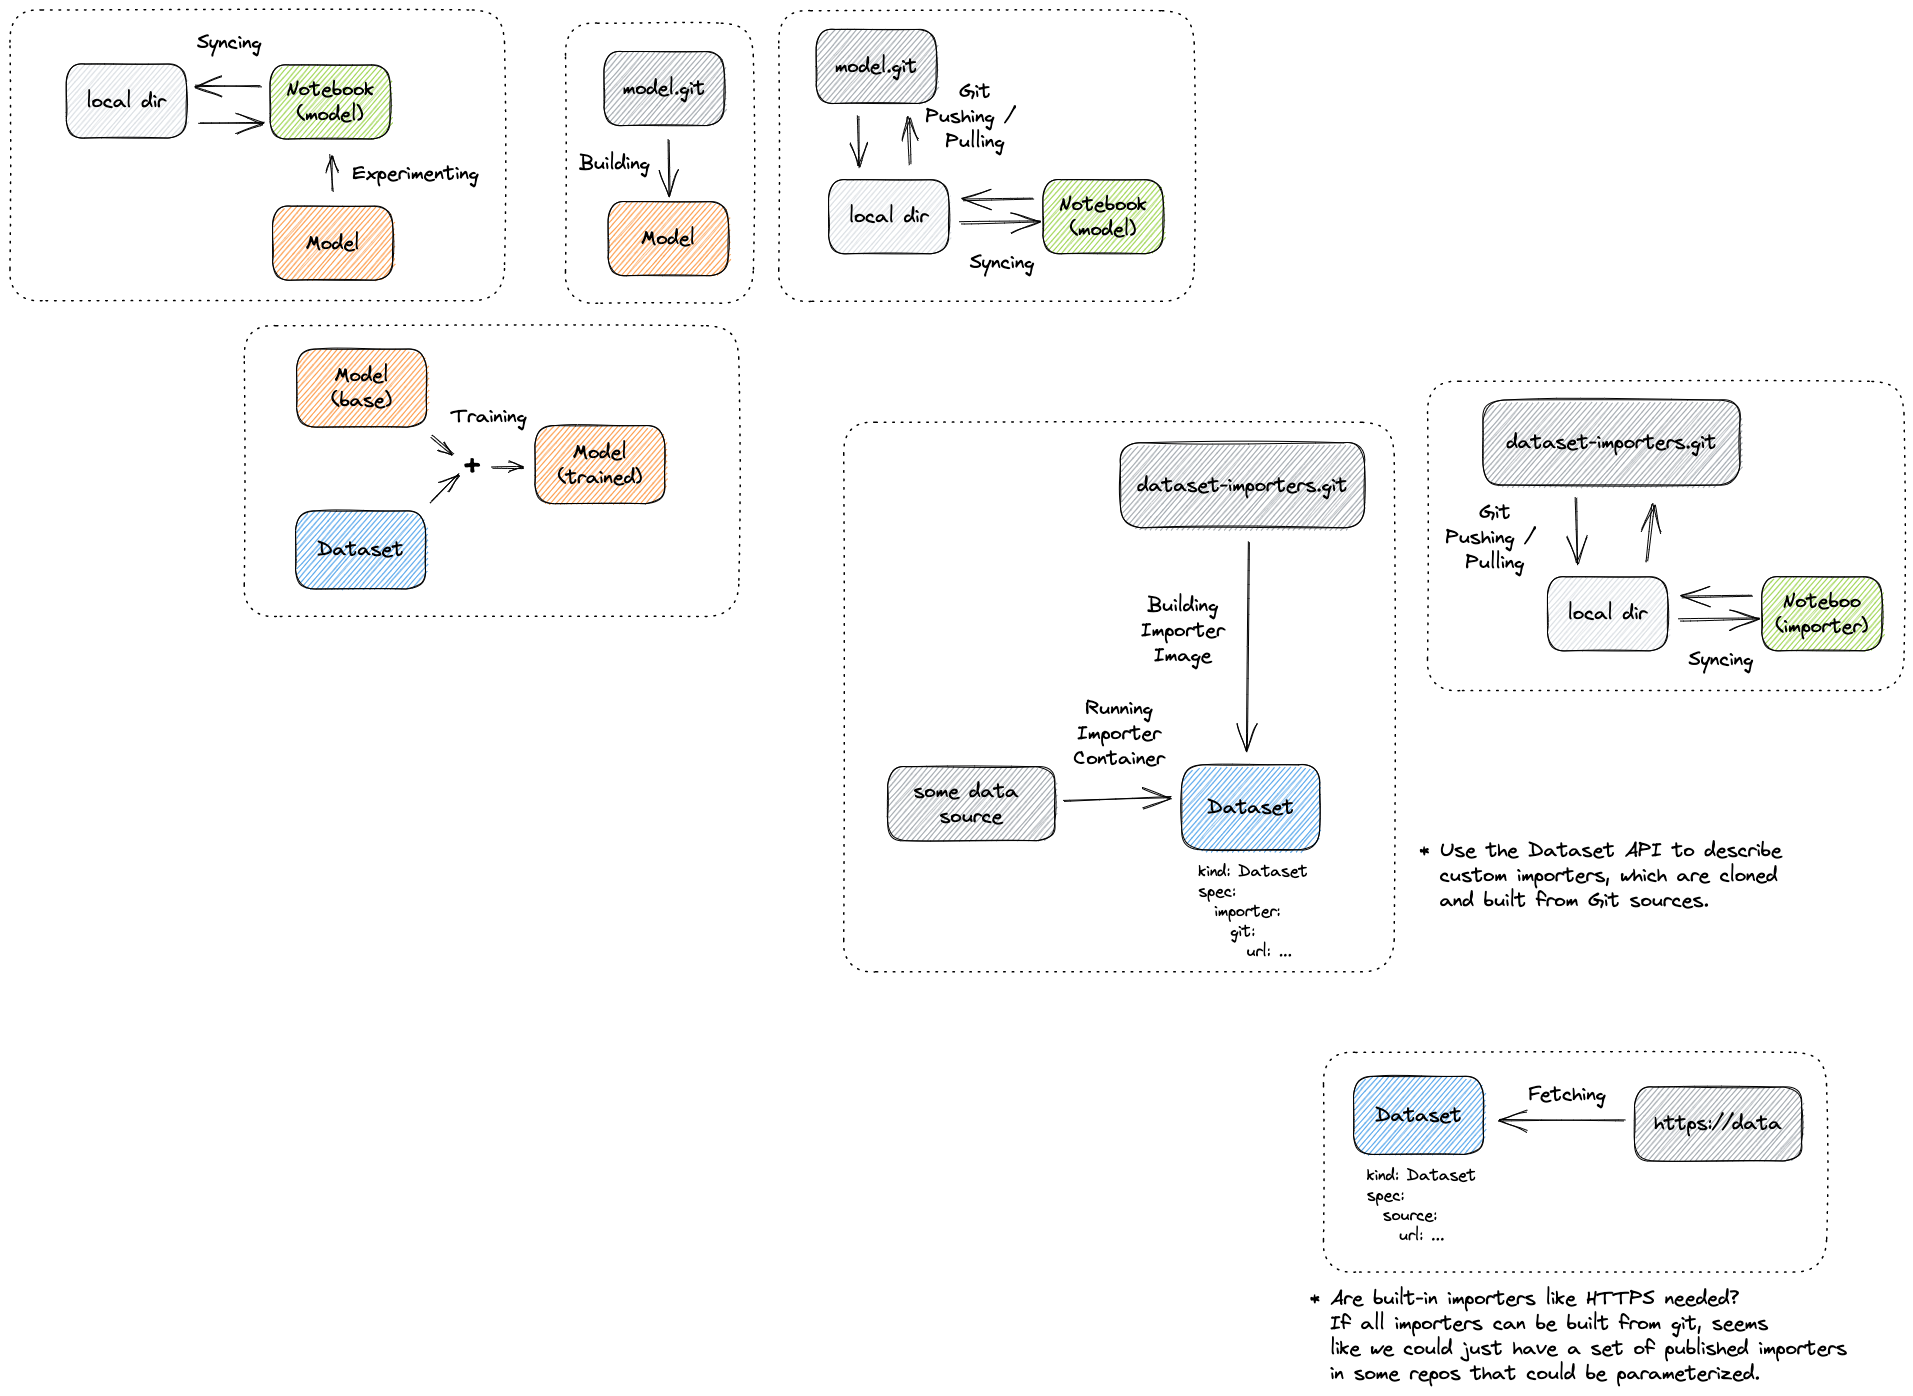 Syncing
local dir
Notebook
(model)
Experimenting
Model
model.git
Building
Model
model.git
Git
Pushing /
Pulling
local dir
Notebook
(model)
Syncing
Model
(base)
Training
+
Model
(trained)
Dataset
dataset-importers.git
Building
Importer
Image
Running
Importer
Container
some data
source
Dataset
kind: Dataset
spec:
importer:
git:
url: ...
dataset-importers.git
Git
Pushing /
Pulling
local dir
Noteboo
(importer)
Syncing
* Use the Dataset API to describe
custom importers, which are cloned
and built from Git sources.
Dataset
Fetching
https://data
kind: Dataset
spec:
source:
url: ...
* Are built-in importers like HTTPS needed?
If all importers can be built from git, seems
like we could just have a set of published importers
in some repos that could be parameterized.